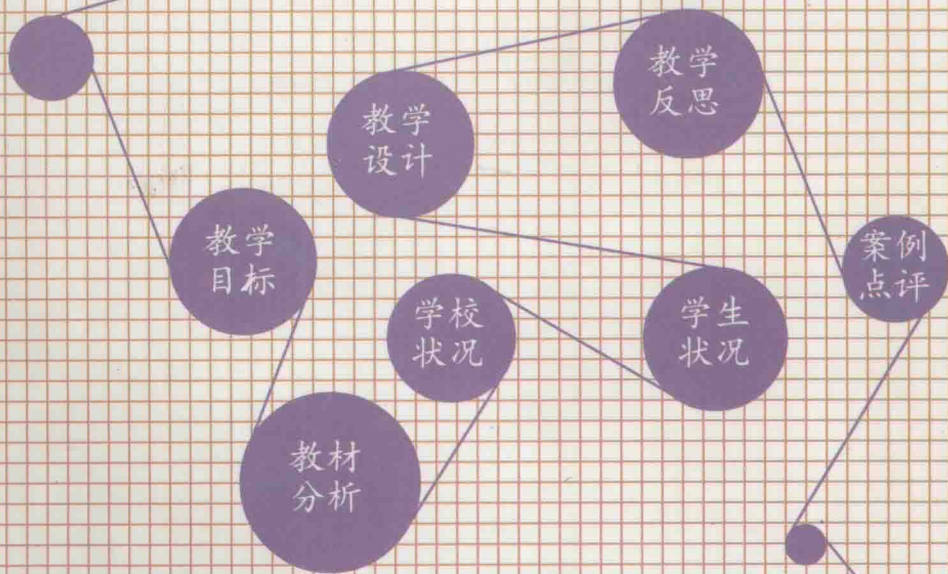 教学
目标
教材
分析
学校
状况
学生
状况
教学
设计
教学
反思
案例
点评